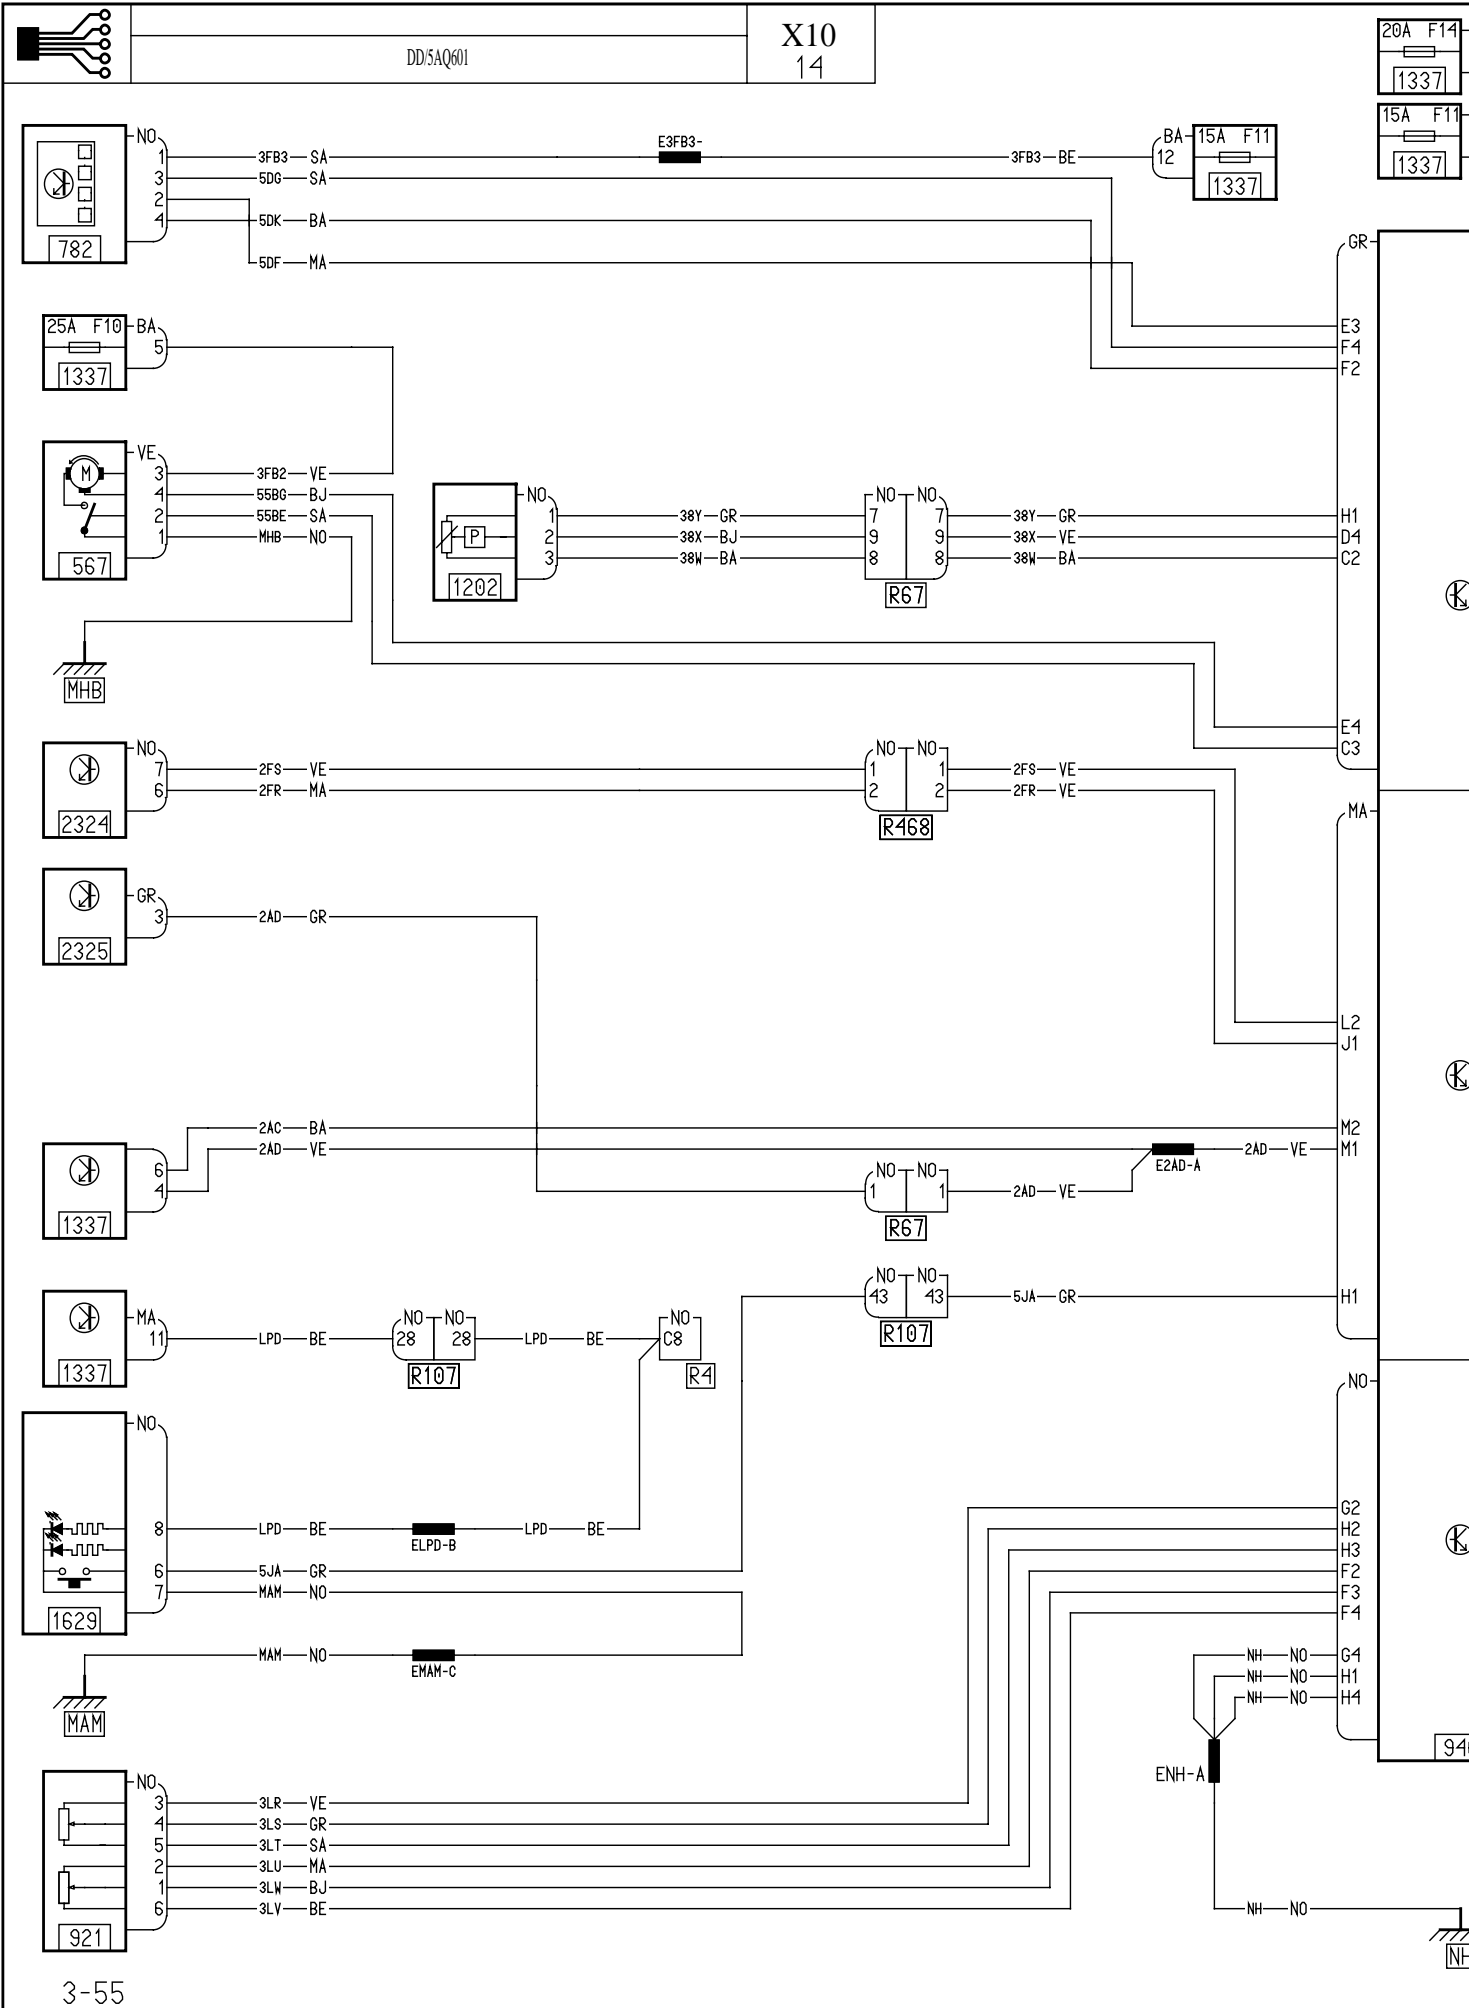 DD/5AQ601
X10
14
20A F14
1337
15A F11
1337
NO
1 3FB3 SA E3FB3- 3FB3 BE 12 BA 15A F11
1337
3 5DG SA
2
4 5DK BA
782
5DF MA
GR
25A F10 BA
5
1337
E3
F4
F2
VE
3 3FB2 VE
4 55BG BJ
2 55BE SA
1 MHB NO
M
567
MHB
NO NO NO
1 38Y GR 7 7 38Y GR H1
P 2 38X BJ 9 9 38X VE D4
3 38W BA 8 8 38W BA C2
1202
R67
E4
C3
NO NO NO
7 2FS VE 1 1 2FS VE
6 2FR MA 2 2 2FR VE
2324
R468
MA
GR
3 2AD GR
2325
L2
J1
2AC BA M2
2AD VE E2AD-A 2AD VE M1
6
4
1337
NO NO
1 1 2AD VE
R67
NO NO
43 43 5JA GR H1
R107
MA NO NO NO
11 LPD BE 28 28 LPD BE C8
1337
R107
R4
NO
NO
8 LPD BE ELPD-B LPD BE
6 5JA GR
7 MAM NO
1629
MAM NO EMAM-C
MAM
G2
H2
H3
F2
F3
F4
NH NO G4
NH NO H1
NH NO H4
ENH-A
NO
3 3LR VE
4 3LS GR
5 3LT SA
2 3LU MA
1 3LW BJ
6 3LV BE
921
NH NO
NH
3-55